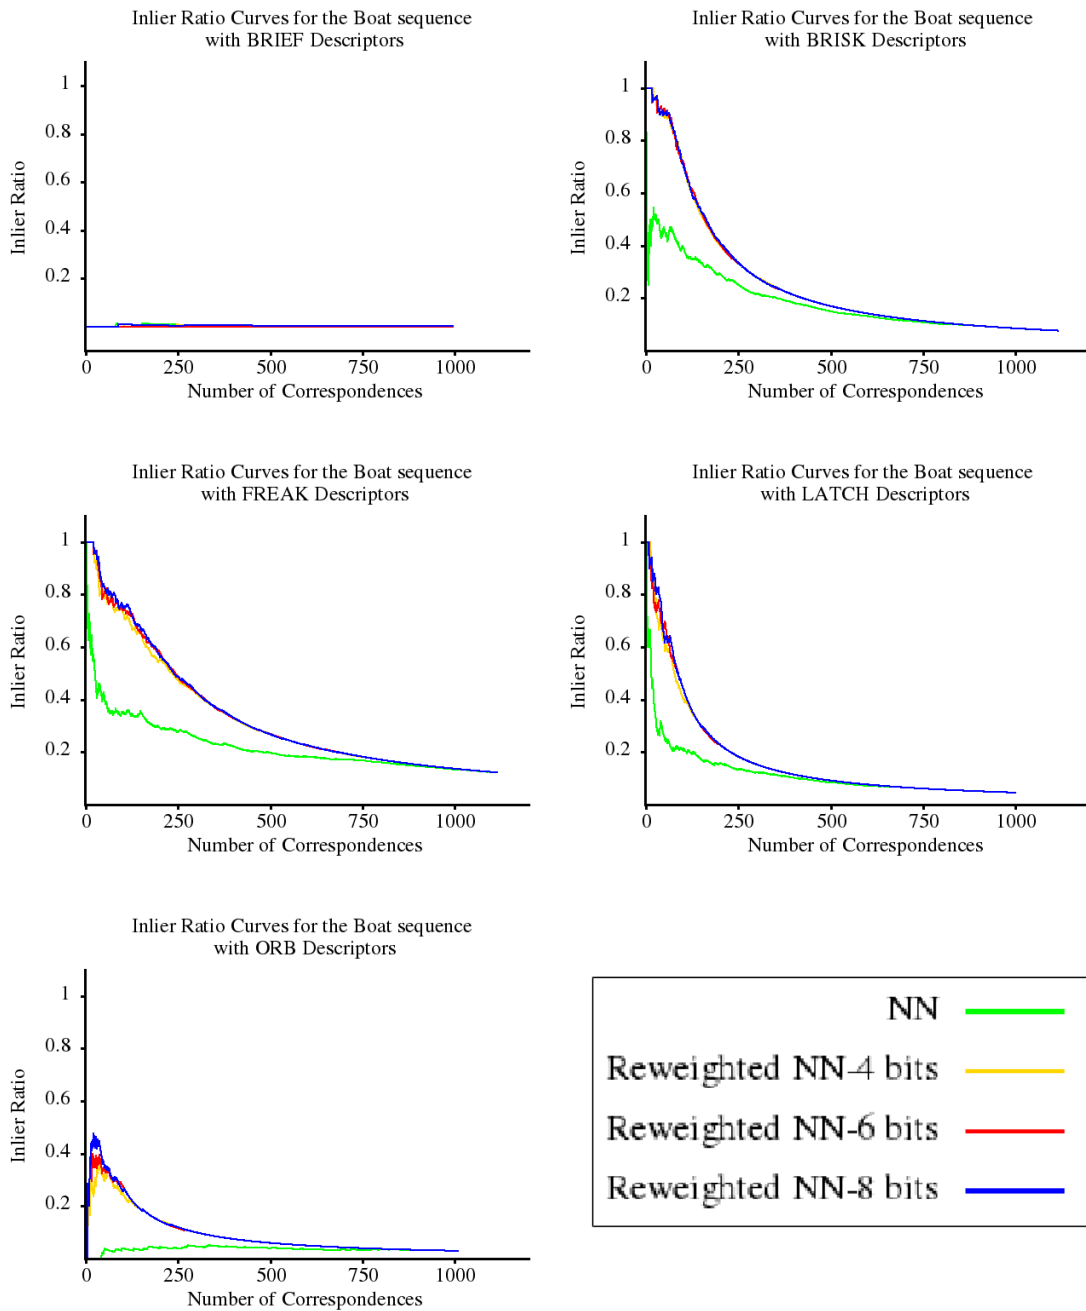 Inlier Ratio Curves for the Boat sequence
with BRIEF Descriptors
1
0.8
0.6
0.4
0.2
Inlier Ratio
0 250 500 750 1000
Number of Correspondences
Inlier Ratio Curves for the Boat sequence
with BRISK Descriptors
1
0.8
0.6
0.4
0.2
Inlier Ratio
0 250 500 750 1000
Number of Correspondences
Inlier Ratio Curves for the Boat sequence
with FREAK Descriptors
1
0.8
0.6
0.4
0.2
Inlier Ratio
0 250 500 750 1000
Number of Correspondences
Inlier Ratio Curves for the Boat sequence
with LATCH Descriptors
1
0.8
0.6
0.4
0.2
Inlier Ratio
0 250 500 750 1000
Number of Correspondences
Inlier Ratio Curves for the Boat sequence
with ORB Descriptors
1
0.8
0.6
0.4
0.2
Inlier Ratio
0 250 500 750 1000
Number of Correspondences
NN
Reweighted NN-4 bits
Reweighted NN-6 bits
Reweighted NN-8 bits